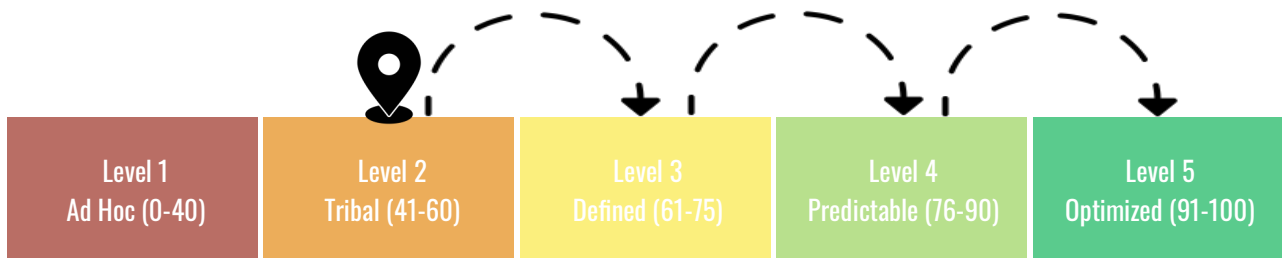 Level 1
Ad Hoc (0-40)
Level 2
Tribal (41-60)
Level 3
Defined (61-75)
Level 4
Predictable (76-90)
Level 5
Optimized (91-100)